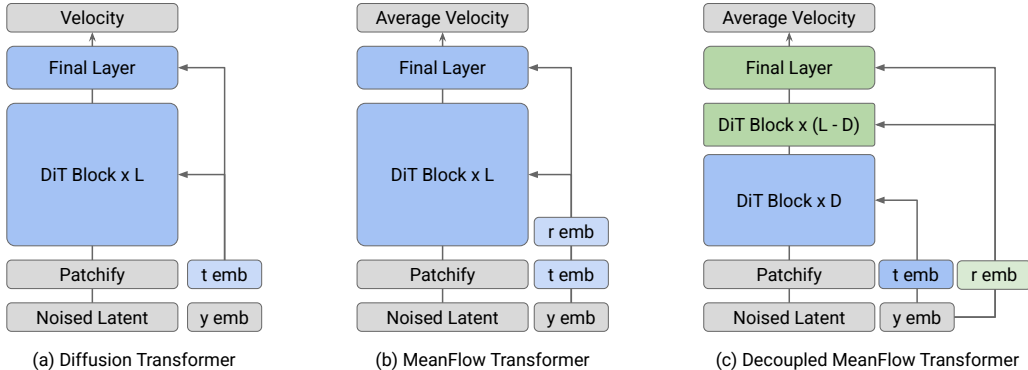 Velocity
Final Layer
DiT Block x L
Patchify
t emb
Noised Latent
y emb
(a) Diffusion Transformer
Average Velocity
Final Layer
DiT Block x L
r emb
Patchify
t emb
Noised Latent
y emb
(b) MeanFlow Transformer
Average Velocity
Final Layer
DiT Block x (L - D)
DiT Block x D
Patchify
t emb
r emb
Noised Latent
y emb
(c) Decoupled MeanFlow Transformer